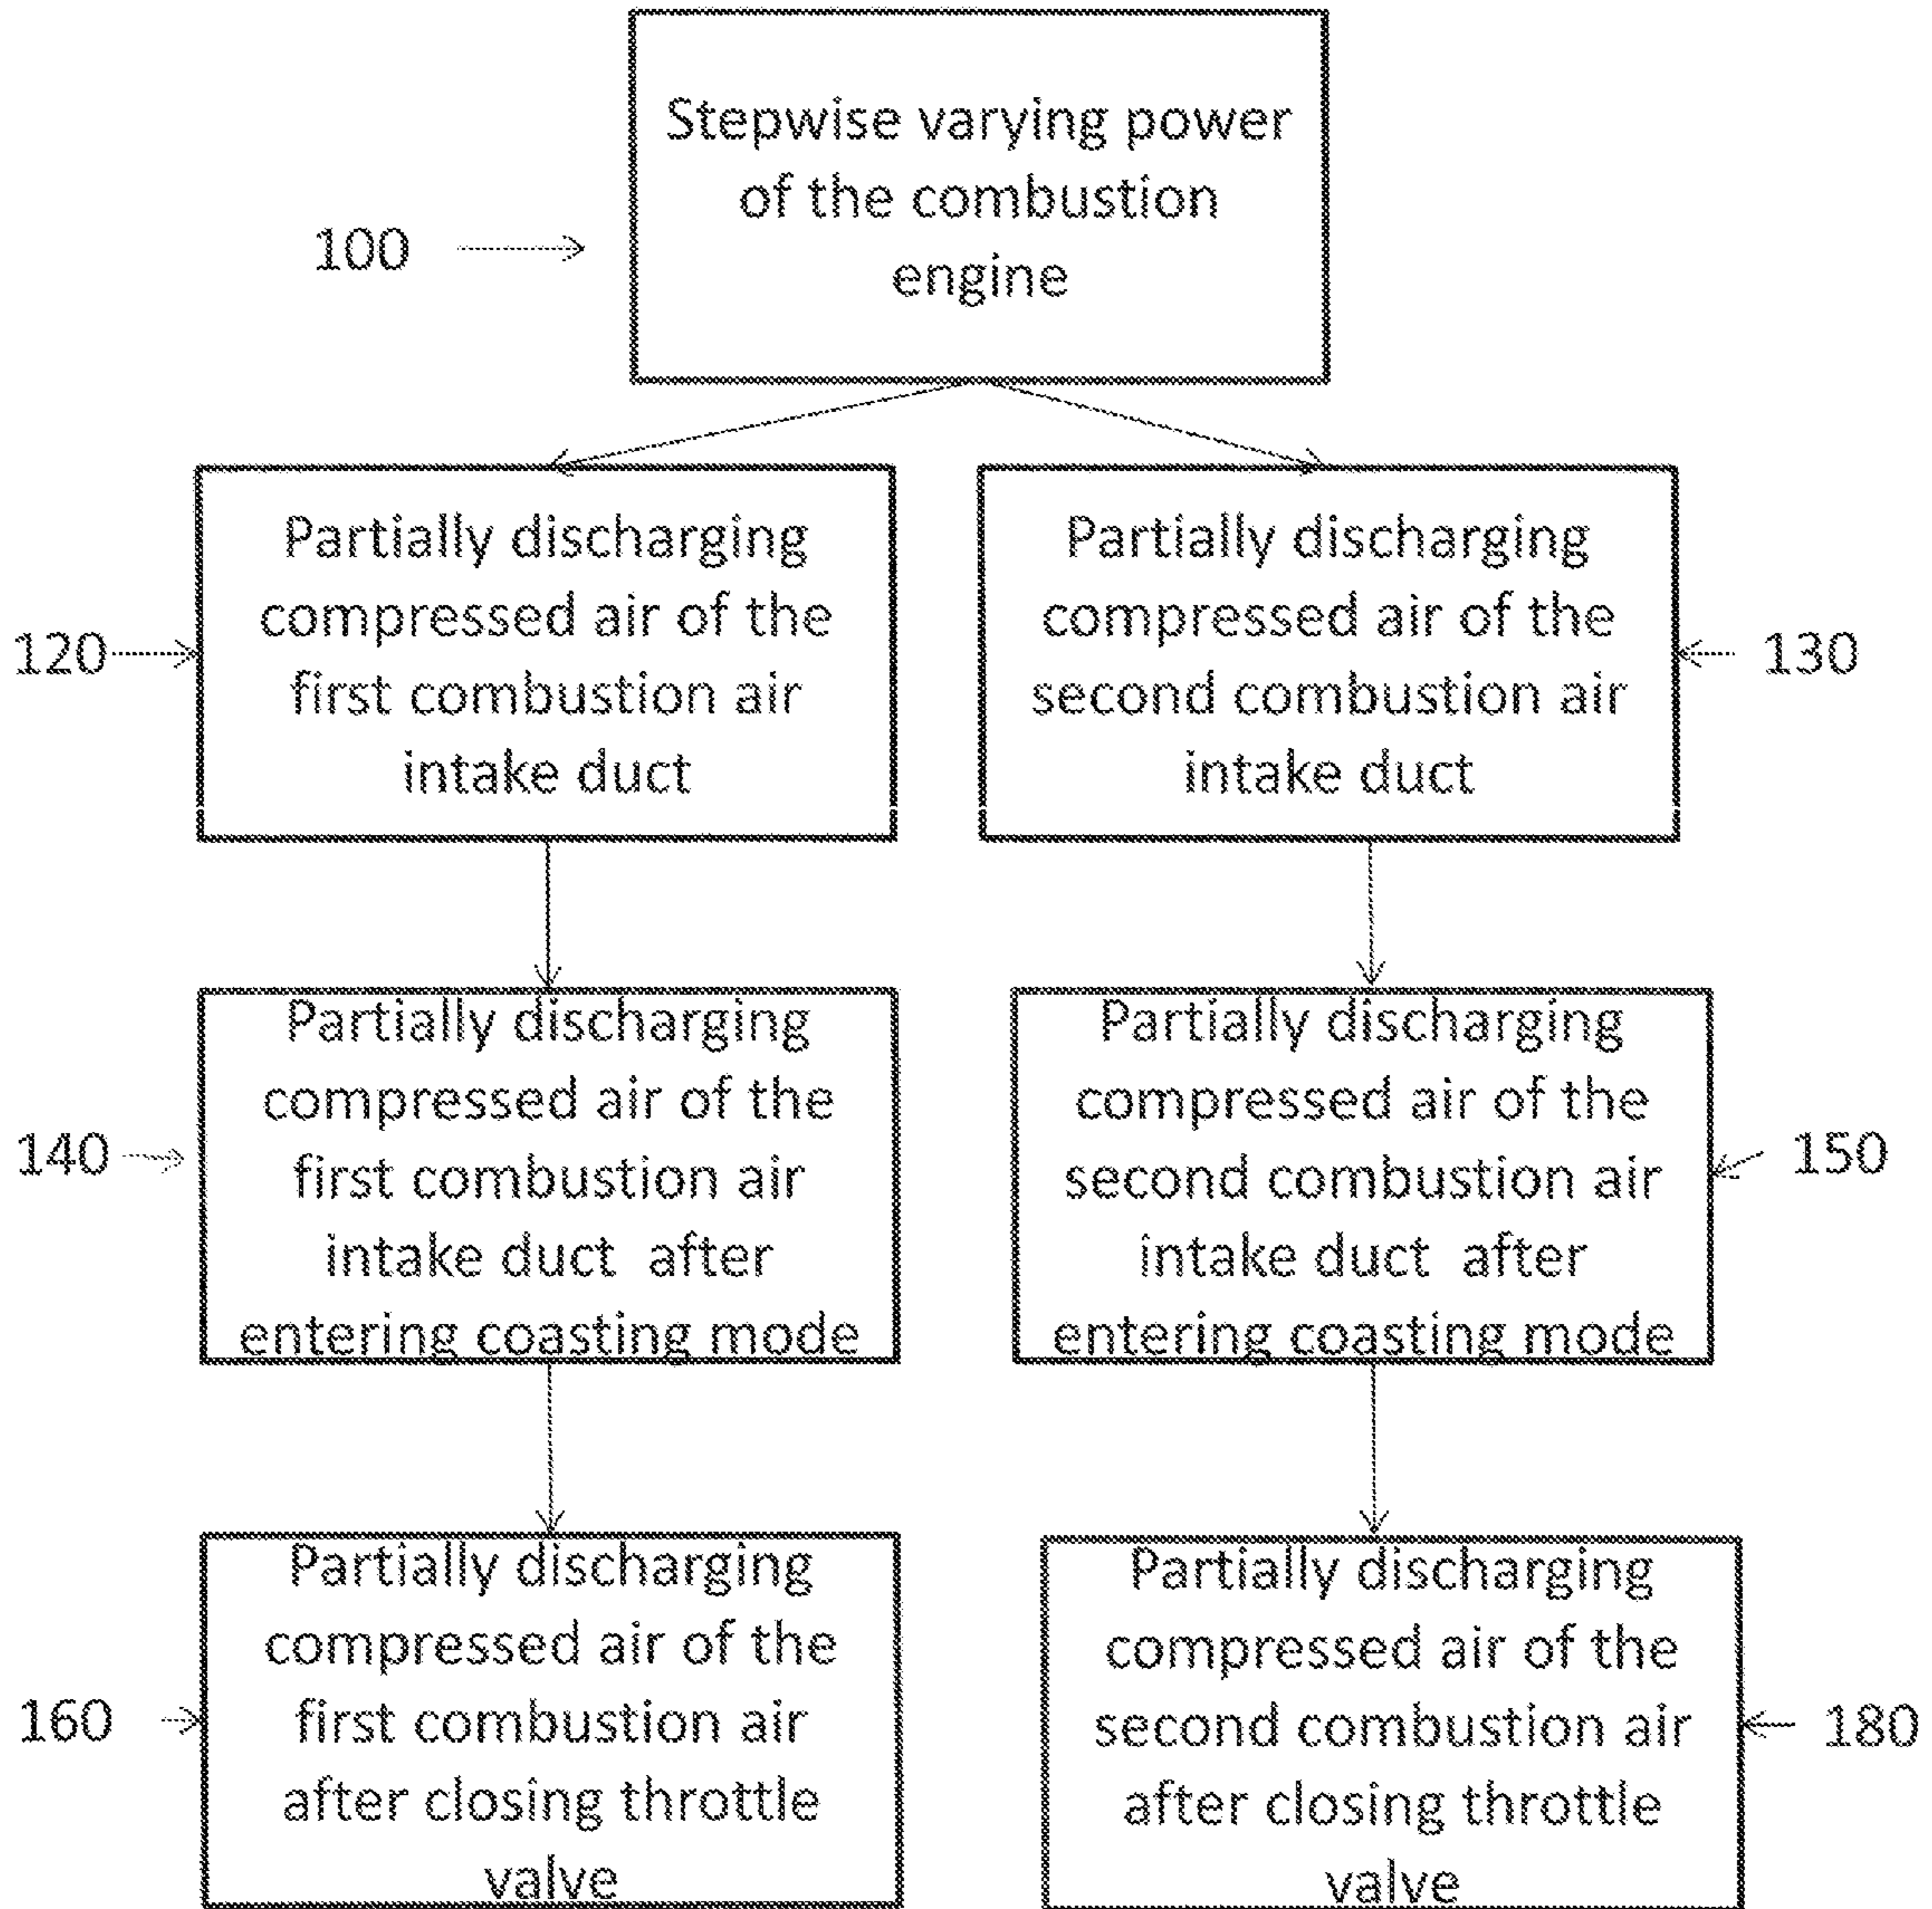 Stepwise varying power
of the combustion
engine
100
Partially discharging
compressed air of the
first combustion air
intake duct
120
Partially discharging
compressed air of the
second combustion air
intake duct
130
Partially discharging
compressed air of the
first combustion air
intake duct after
entering coasting mode
140
Partially discharging
compressed air of the
second combustion air
intake duct after
entering coasting mode
150
Partially discharging
compressed air of the
first combustion air
after closing throttle
valve
160
Partially discharging
compressed air of the
second combustion air
after closing throttle
valve
180